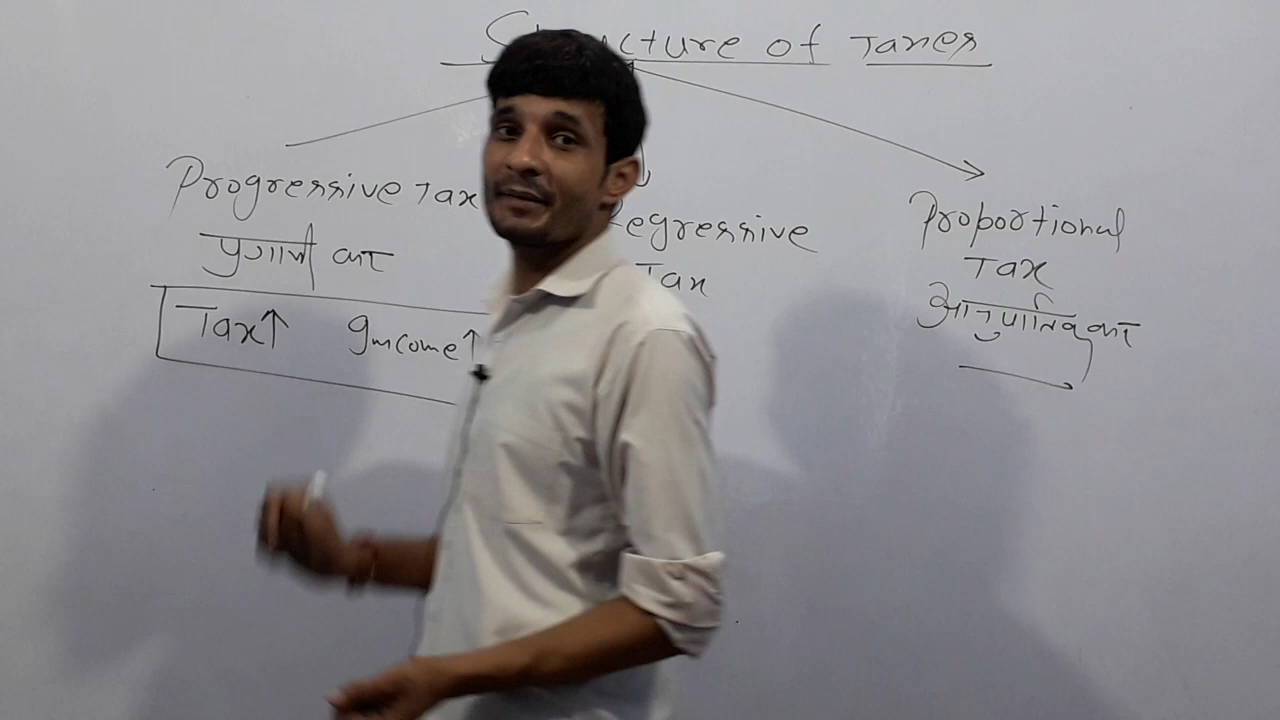 Structure of Taxes
Progressive Tax
प्रगामी कर
Tax↑ Income↑
Regressive
Tax
Proportional
Tax
आनुपातिक कर